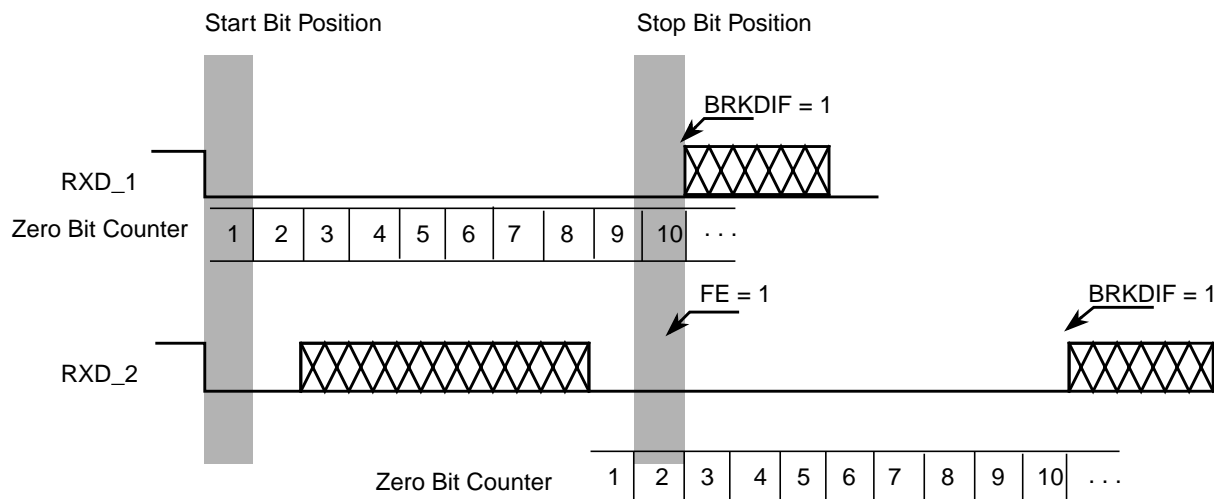 Start Bit Position
Stop Bit Position
BRKDIF = 1
RXD_1
Zero Bit Counter
1 2 3 4 5 6 7 8 9 10 . . .
FE = 1
BRKDIF = 1
RXD_2
Zero Bit Counter
1 2 3 4 5 6 7 8 9 10 . . .